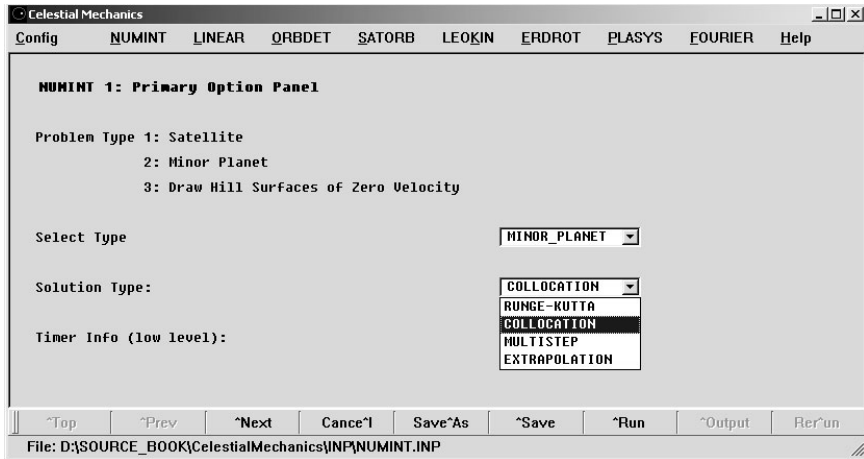 Celestial Mechanics
Config NUMINT LINEAR ORBDET SATORB LEOKIN ERDROT PLASYS FOURIER Help
NUMINT 1: Primary Option Panel
Problem Type 1: Satellite
2: Minor Planet
3: Draw Hill Surfaces of Zero Velocity
Select Type MINOR_PLANET
Solution Type: COLLOCATION
RUNGE-KUTTA
COLLOCATION
Timer Info (low level): MULTISTEP
EXTRAPOLATION
^Top ^Prev ^Next Cance^l Save^As ^Save ^Run ^Output Rer^un
File: D:\SOURCE_BOOK\CelestialMechanics\INP\NUMINT.INP